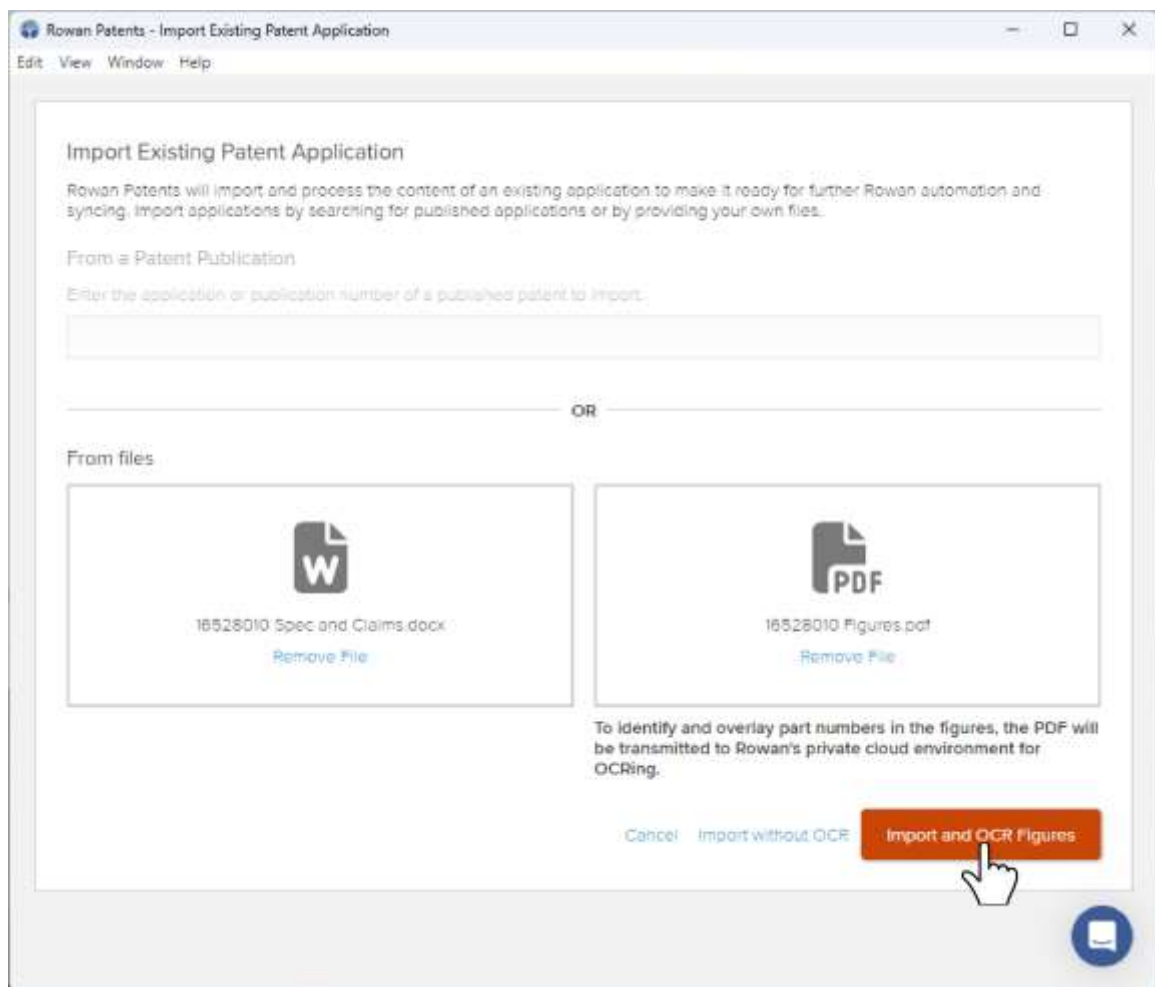 Rowan Patents - Import Existing Patent Application
Edit View Window Help
Import Existing Patent Application
Rowan Patents will import and process the content of an existing application to make it ready for further Rowan automation and
syncing. Import applications by searching for published applications or by providing your own files.
From a Patent Publication
Enter the application or publication number of a published patent to import.
OR
From files
W
16528010 Spec and Claims.docx
Remove File
PDF
16528010 Figures.pdf
Remove File
To identify and overlay part numbers in the figures, the PDF will
be transmitted to Rowan's private cloud environment for
OCRing.
Cancel Import without OCR Import and OCR Figures